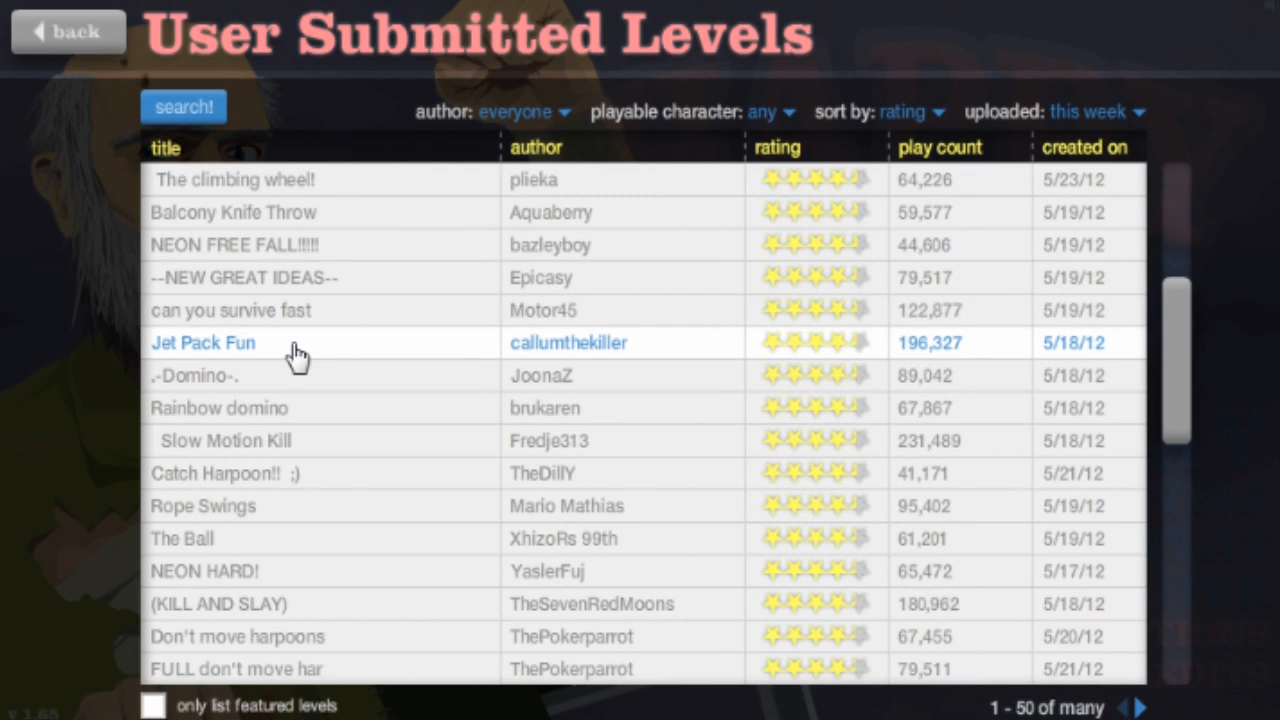 back
User Submitted Levels
search!
author: everyone playable character: any sort by: rating uploaded: this week
title author rating play count created on
The climbing wheel! plieka 64,226 5/23/12
Balcony Knife Throw Aquaberry 59,577 5/19/12
NEON FREE FALL!!!!! bazleyboy 44,606 5/19/12
--NEW GREAT IDEAS-- Epicasy 79,517 5/19/12
can you survive fast Motor45 122,877 5/19/12
Jet Pack Fun callumthekiller 196,327 5/18/12
.-Domino-. JoonaZ 89,042 5/18/12
Rainbow domino brukaren 67,867 5/18/12
Slow Motion Kill Fredje313 231,489 5/18/12
Catch Harpoon!! ;) TheDillY 41,171 5/21/12
Rope Swings Mario Mathias 95,402 5/19/12
The Ball XhizoRs 99th 61,201 5/19/12
NEON HARD! YaslerFuj 65,472 5/17/12
(KILL AND SLAY) TheSevenRedMoons 180,962 5/18/12
Don't move harpoons ThePokerparrot 67,455 5/20/12
FULL don't move har ThePokerparrot 79,511 5/21/12
only list featured levels 1 - 50 of many
v 1.65